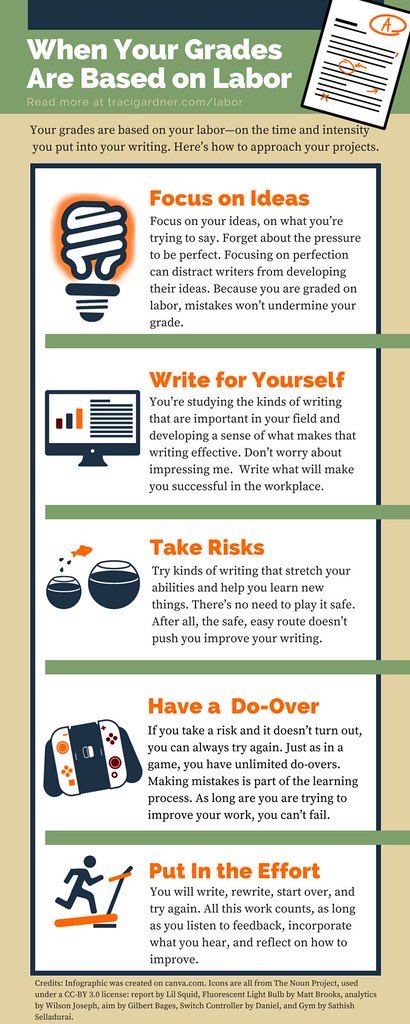 When Your Grades
Are Based on Labor
Read more at tracigardner.com/labor
Your grades are based on your labor—on the time and intensity
you put into your writing. Here's how to approach your projects.
Focus on Ideas
Focus on your ideas, on what you're
trying to say. Forget about the pressure
to be perfect. Focusing on perfection
can distract writers from developing
their ideas. Because you are graded on
labor, mistakes won't undermine your
grade.
Write for Yourself
You're studying the kinds of writing
that are important in your field and
developing a sense of what makes that
writing effective. Don't worry about
impressing me.  Write what will make
you successful in the workplace.
Take Risks
Try kinds of writing that stretch your
abilities and help you learn new
things. There's no need to play it safe.
After all, the safe, easy route doesn't
push you improve your writing.
Have a  Do-Over
If you take a risk and it doesn't turn out,
you can always try again. Just as in a
game, you have unlimited do-overs.
Making mistakes is part of the learning
process. As long are you are trying to
improve your work, you can't fail.
Put In the Effort
You will write, rewrite, start over, and
try again. All this work counts, as long
as you listen to feedback, incorporate
what you hear, and reflect on how to
improve.
Credits: Infographic was created on canva.com. Icons are all from The Noun Project, used
under a CC-BY 3.0 license: report by Lil Squid, Fluorescent Light Bulb by Matt Brooks, analytics
by Wilson Joseph, aim by Gilbert Bages, Switch Controller by Daniel, and Gym by Sathish
Selladurai.